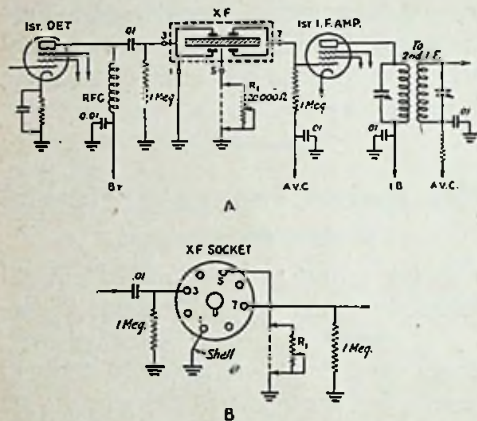 XF
1ST. DET
.01
3
7
1ST I.F. AMP.
To
2nd I.F.
1
5
RFC
1 Meg.
R1
20000Ω
1 Meg
0.01
.01
.01
.01
B+
A.V.C
A.V.C.
A
XF SOCKET
.01
5
3
7
1 Meg.
Shell
R1
1 Meg.
B